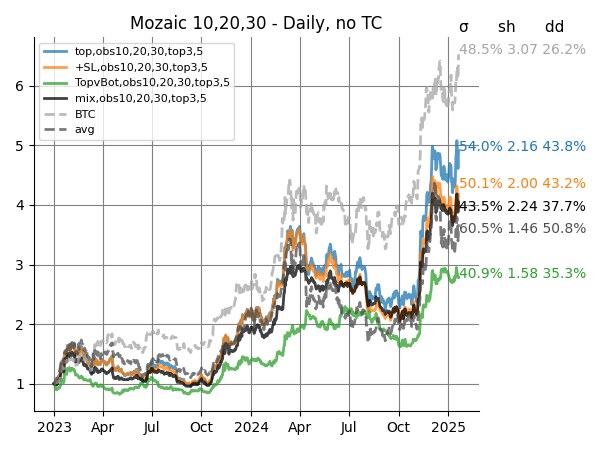 Mozaic 10,20,30 - Daily, no TC
σ sh dd
top,obs10,20,30,top3,5
+SL,obs10,20,30,top3,5
TopvBot,obs10,20,30,top3,5
mix,obs10,20,30,top3,5
BTC
avg
48.5% 3.07 26.2%
54.0% 2.16 43.8%
50.1% 2.00 43.2%
43.5% 2.24 37.7%
60.5% 1.46 50.8%
40.9% 1.58 35.3%
6
5
4
3
2
1
2023 Apr Jul Oct 2024 Apr Jul Oct 2025